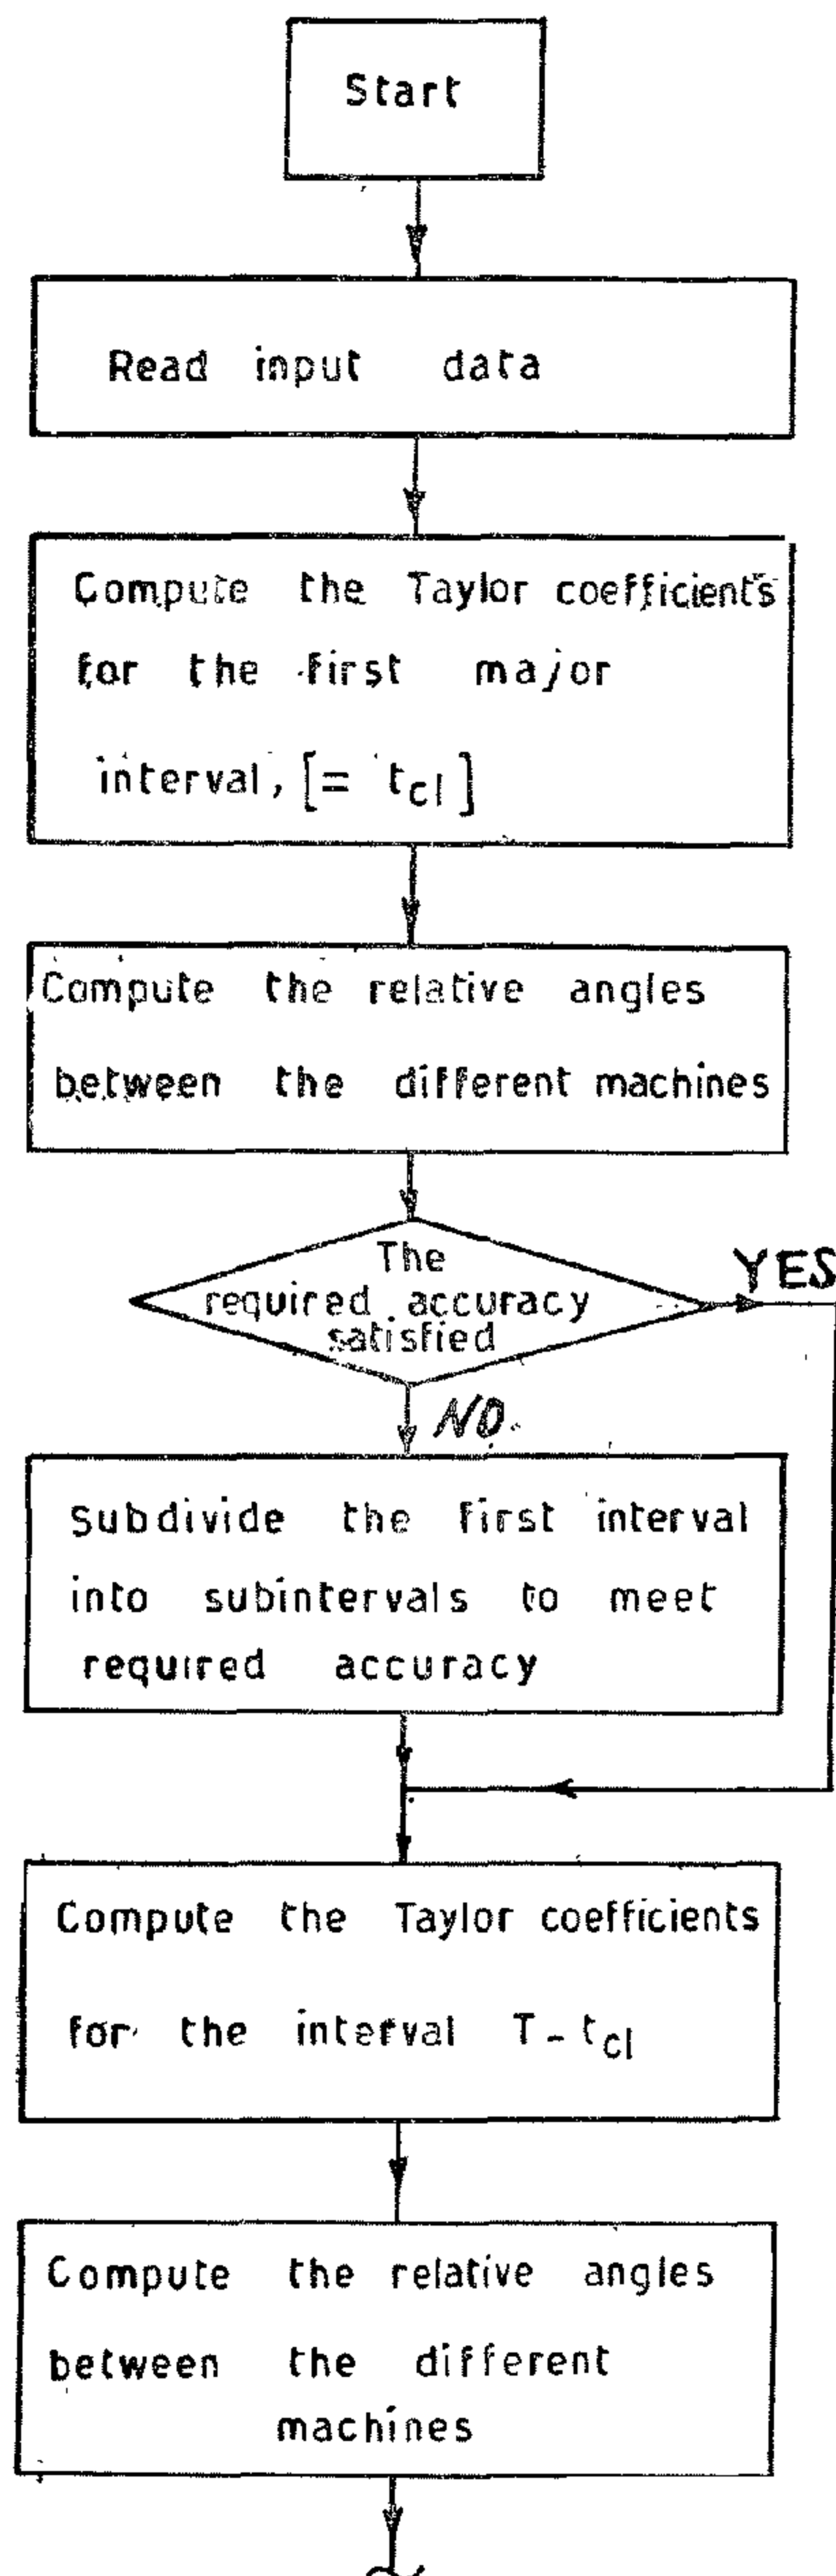 Start
Read input data
Compute the Taylor coefficients
for the first major
interval, [= t_cl]
Compute the relative angles
between the different machines
The
required accuracy
satisfied
YES
NO
Subdivide the first interval
into subintervals to meet
required accuracy
Compute the Taylor coefficients
for the interval T - t_cl
Compute the relative angles
between the different
machines